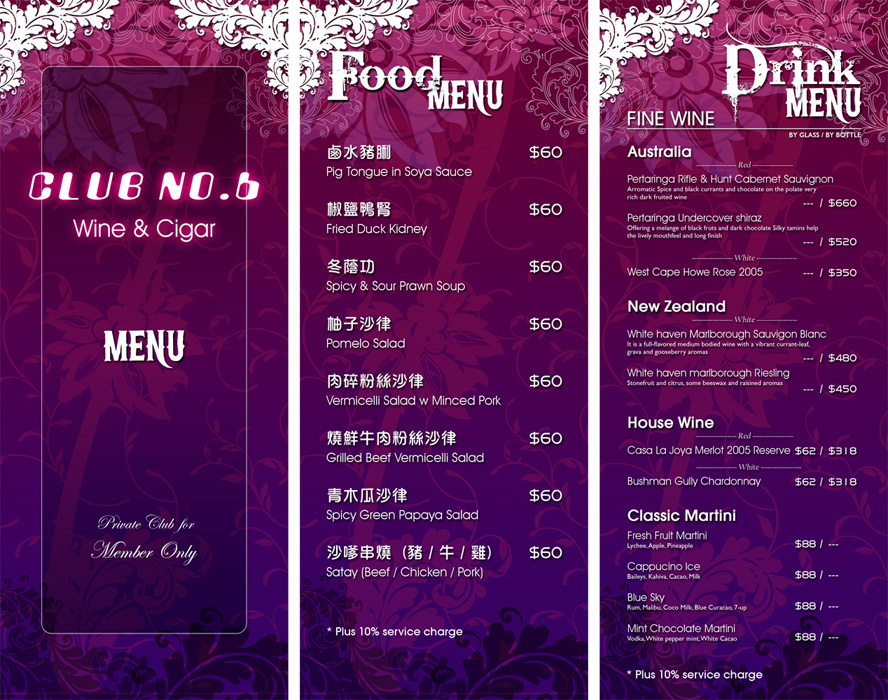 CLUB NO.6
Wine & Cigar
MENU
Private Club for
Member Only
Food
MENU
鹵水豬脷 $60
Pig Tongue in Soya Sauce
椒鹽鴨腎 $60
Fried Duck Kidney
冬蔭功 $60
Spicy & Sour Prawn Soup
柚子沙律 $60
Pomelo Salad
肉碎粉絲沙律 $60
Vermicelli Salad w Minced Pork
燒鮮牛肉粉絲沙律 $60
Grilled Beef Vermicelli Salad
青木瓜沙律 $60
Spicy Green Papaya Salad
沙嗲串燒（豬 / 牛 / 雞） $60
Satay (Beef / Chicken / Pork)
* Plus 10% service charge
Drink
MENU
FINE WINE
BY GLASS / BY BOTTLE
Australia
Red
Pertaringa Rifle & Hunt Cabernet Sauvignon
Arromatic Spice and black currants and chocolate on the polate very
rich dark fruited wine
--- / $660
Pertaringa Undercover shiraz
Offering a melange of black fruts and dark chocolate Silky tamins help
the lively mouthfeel and long finish
--- / $520
White
West Cape Howe Rose 2005 --- / $350
New Zealand
White
White haven Marlborough Sauvigon Blanc
It is a full-flavored medium bodied wine with a vibrant currant-leaf,
grava and gooseberry aromas
--- / $480
White haven marlborough Riesling
Stonefruit and citrus, some beeswax and raisined aromas
--- / $450
House Wine
Red
Casa La Joya Merlot 2005 Reserve $62 / $318
White
Bushman Gully Chardonnay $62 / $318
Classic Martini
Fresh Fruit Martini
Lychee, Apple, Pineapple
$88 / ---
Cappucino Ice
Baileys, Kahiva, Cacao, Milk
$88 / ---
Blue Sky
Rum, Malibu, Coco Milk, Blue Curacao, 7-up
$88 / ---
Mint Chocolate Martini
Vodka, White pepper mint, White Cacao
$88 / ---
* Plus 10% service charge